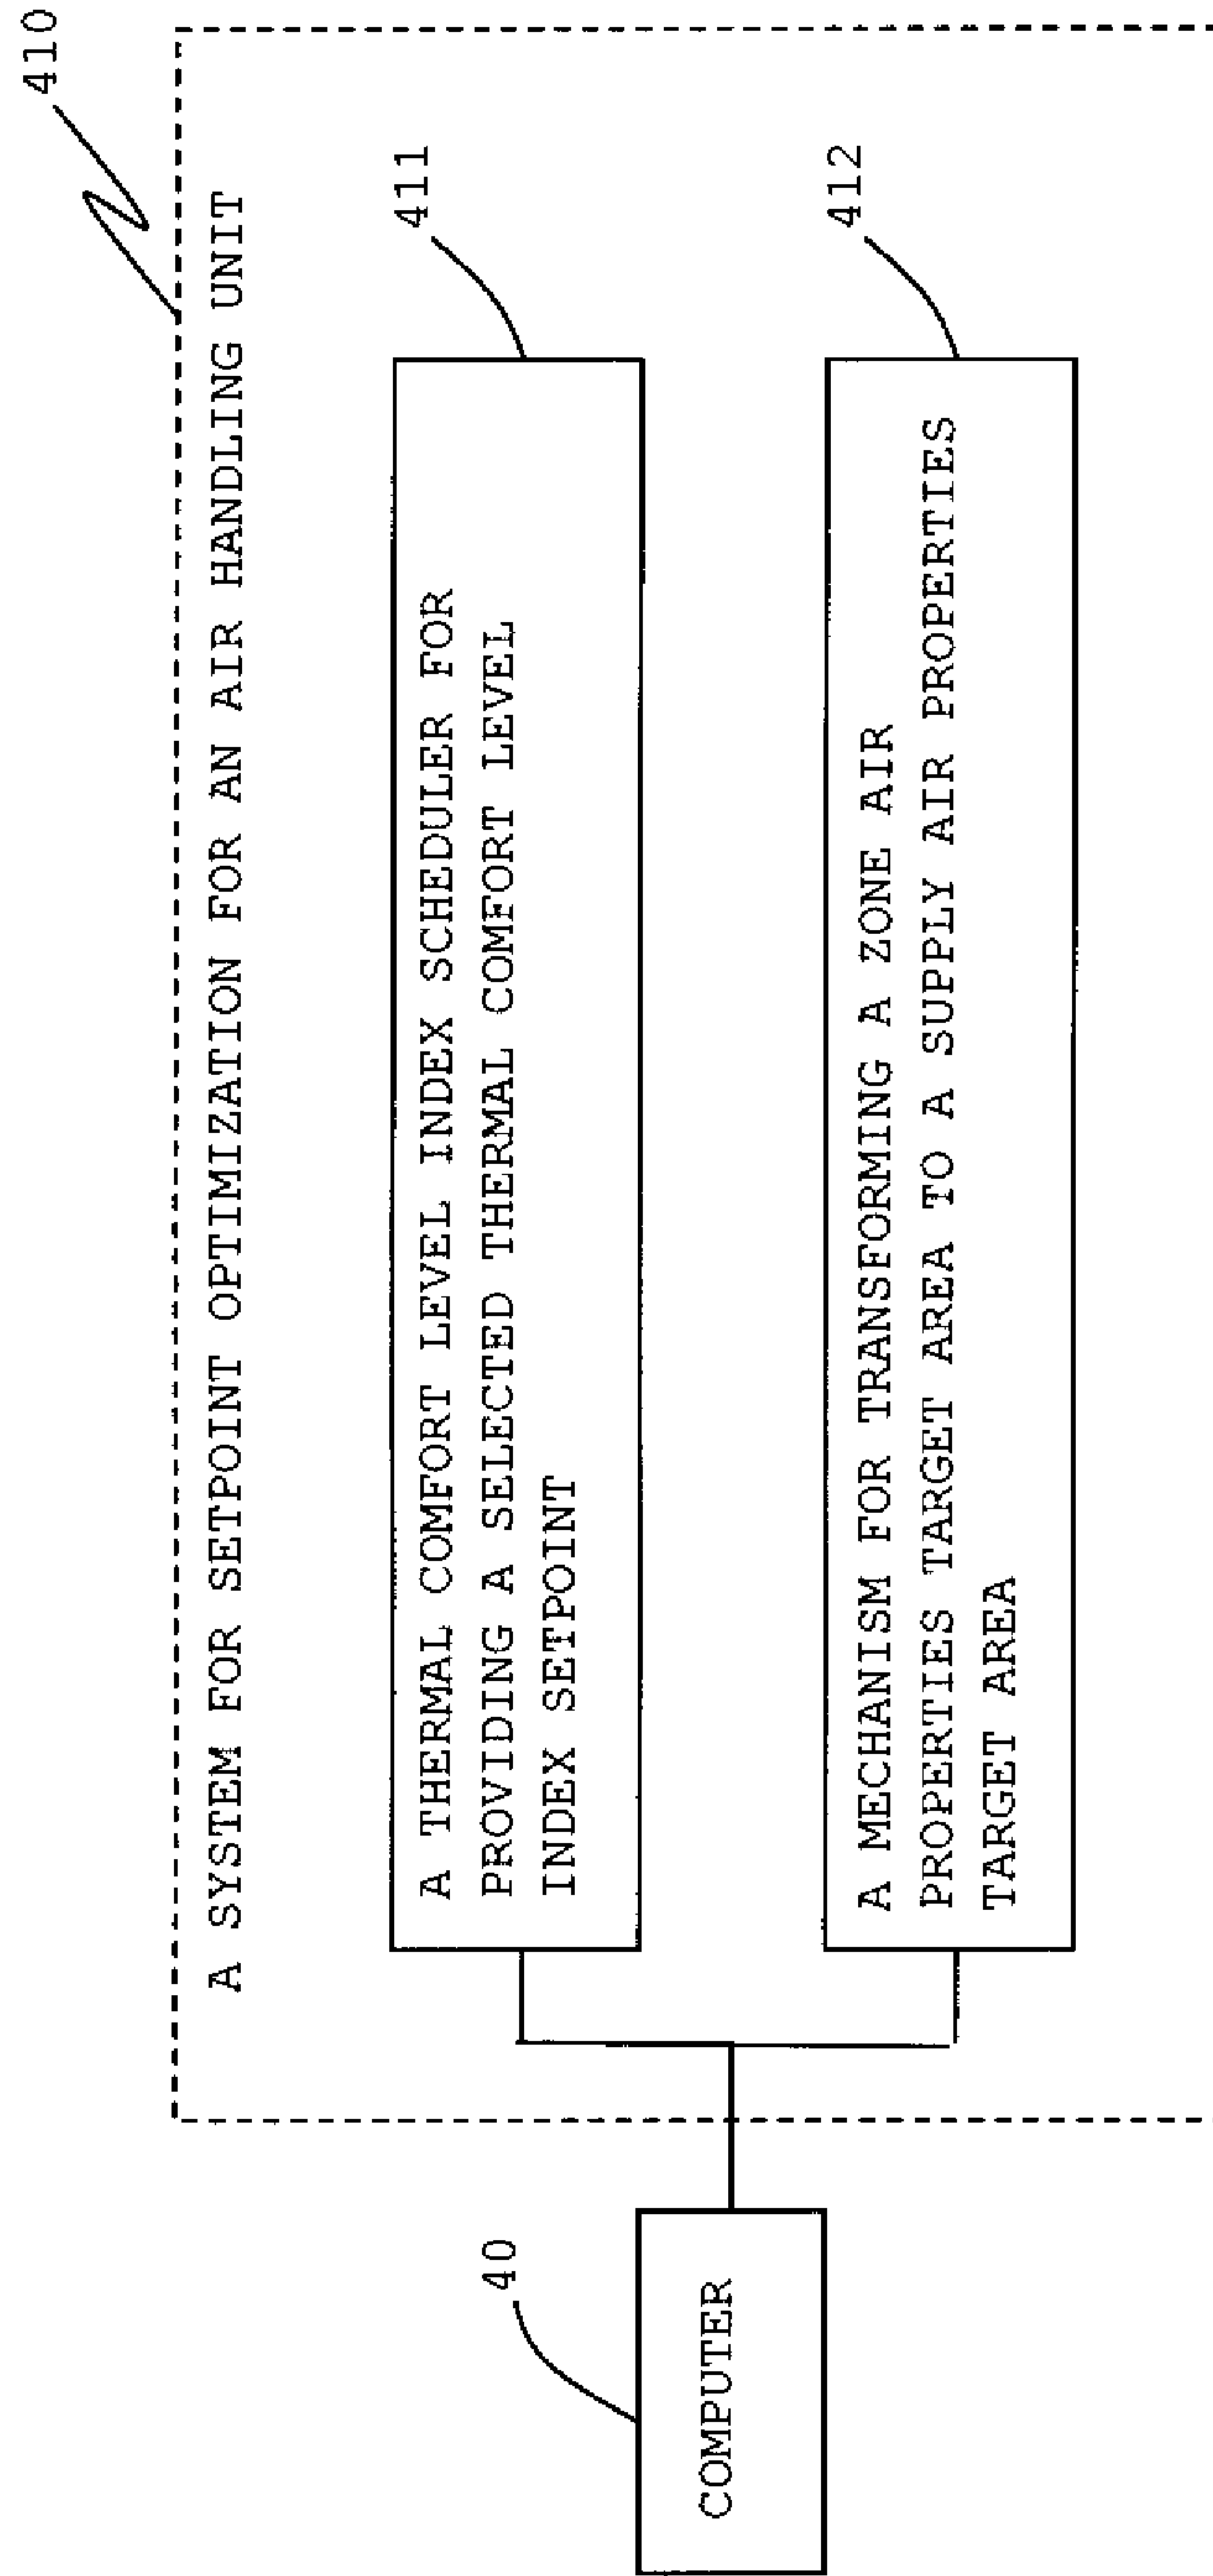 410
A SYSTEM FOR SETPOINT OPTIMIZATION FOR AN AIR HANDLING UNIT
411
A THERMAL COMFORT LEVEL INDEX SCHEDULER FOR
PROVIDING A SELECTED THERMAL COMFORT LEVEL
INDEX SETPOINT
40
COMPUTER
412
A MECHANISM FOR TRANSFORMING A ZONE AIR
PROPERTIES TARGET AREA TO A SUPPLY AIR PROPERTIES
TARGET AREA